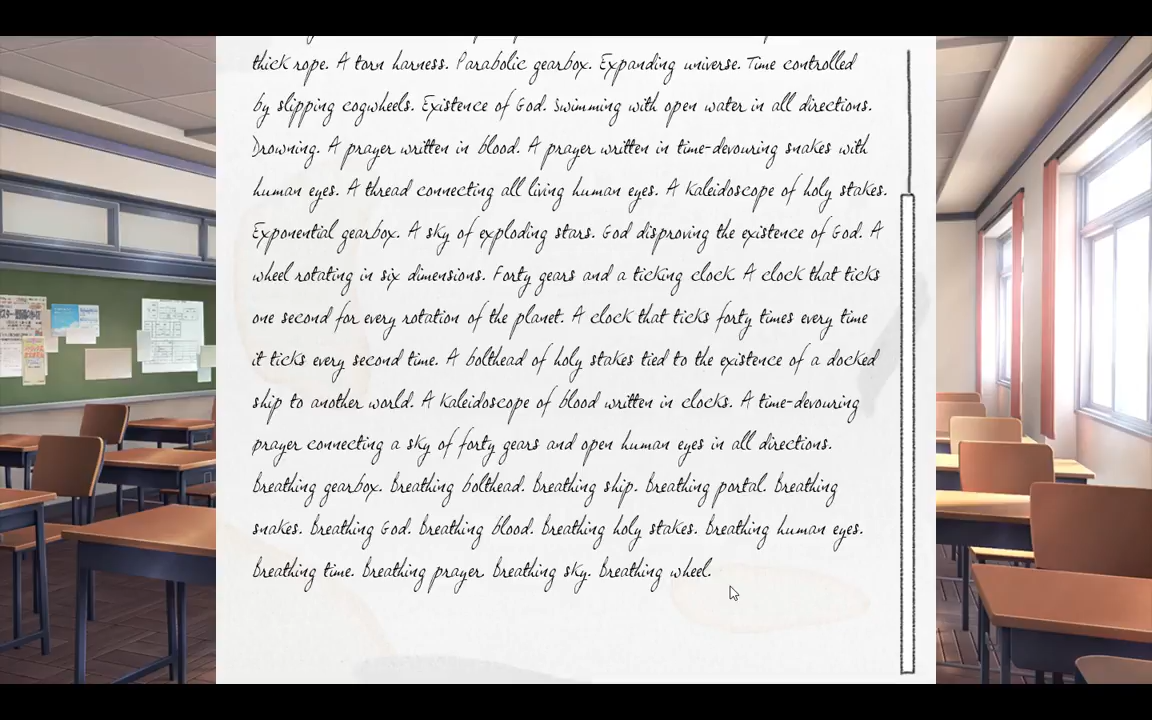 thick rope. A torn harness. Parabolic gearbox. Expanding universe. Time controlled
by slipping cogwheels. Existence of God. Swimming with open water in all directions.
Drowning. A prayer written in blood. A prayer written in time-devouring snakes with
human eyes. A thread connecting all living human eyes. A kaleidoscope of holy stakes.
Exponential gearbox. A sky of exploding stars. God disproving the existence of God. A
wheel rotating in six dimensions. Forty gears and a ticking clock. A clock that ticks
one second for every rotation of the planet. A clock that ticks forty times every time
it ticks every second time. A bolthead of holy stakes tied to the existence of a docked
ship to another world. A kaleidoscope of blood written in clocks. A time-devouring
prayer connecting a sky of forty gears and open human eyes in all directions.
Breathing gearbox. Breathing bolthead. Breathing ship. Breathing portal. Breathing
snakes. Breathing God. Breathing blood. Breathing holy stakes. Breathing human eyes.
Breathing time. Breathing prayer. Breathing sky. Breathing wheel.